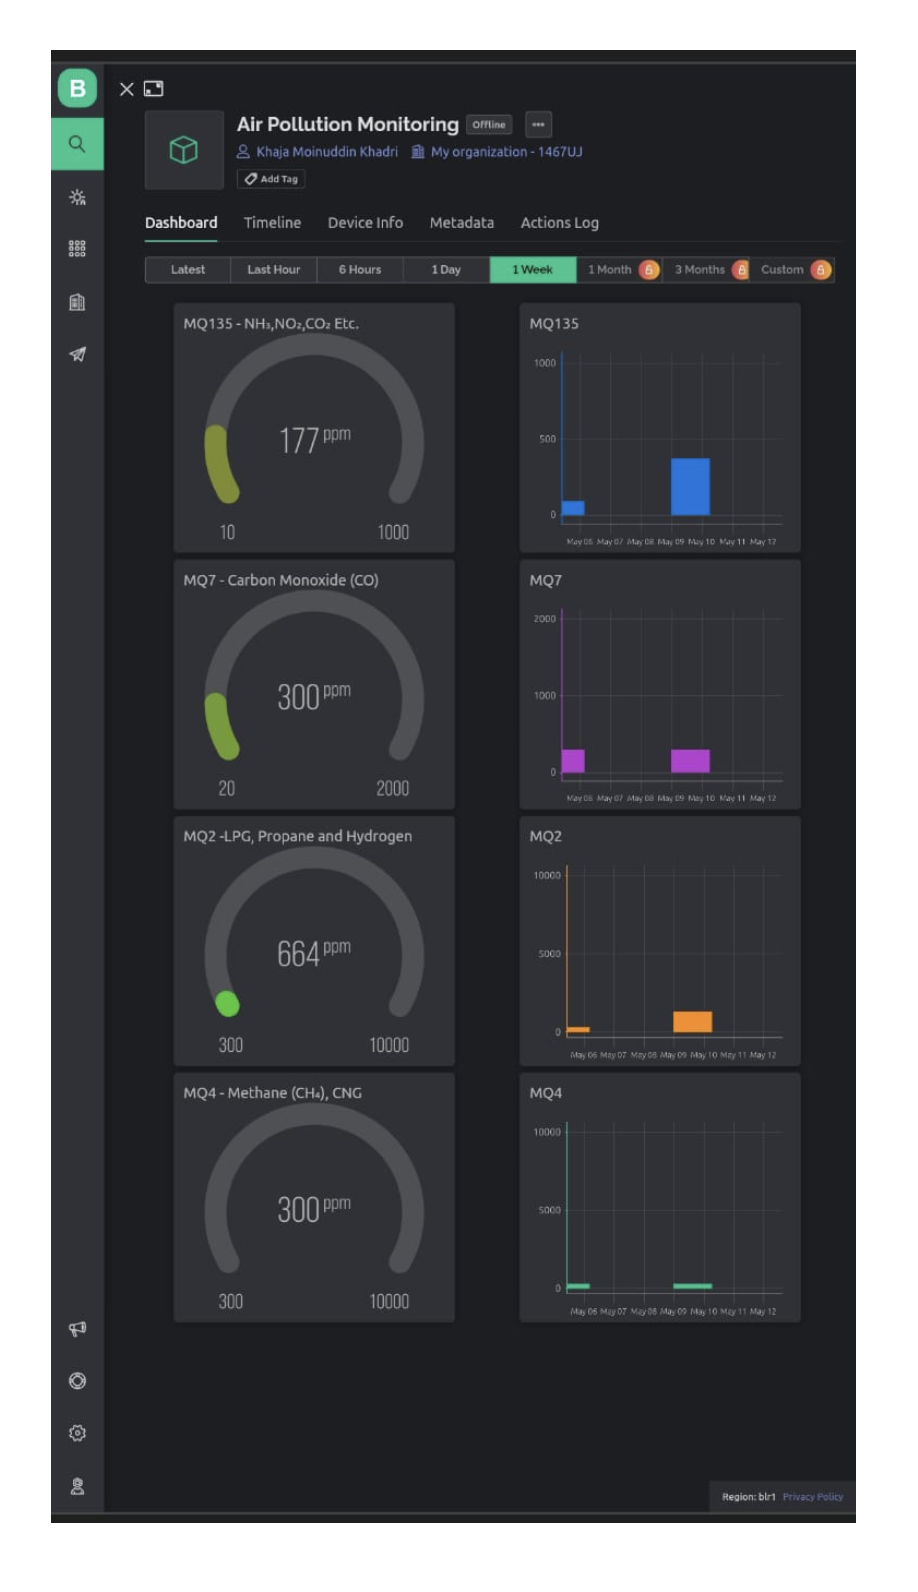 B
Air Pollution Monitoring Offline ...
Khaja Moinuddin Khadri My organization - 1467UJ
Add Tag
Dashboard Timeline Device Info Metadata Actions Log
Latest Last Hour 6 Hours 1 Day 1 Week 1 Month 3 Months Custom
MQ135 - NH₃,NO₂,CO₂ Etc.
177 ppm
10 1000
MQ135
1000
500
0
May 06 May 07 May 08 May 09 May 10 May 11 May 12
MQ7 - Carbon Monoxide (CO)
300 ppm
20 2000
MQ7
2000
1000
0
May 06 May 07 May 08 May 09 May 10 May 11 May 12
MQ2 -LPG, Propane and Hydrogen
664 ppm
300 10000
MQ2
10000
5000
0
May 06 May 07 May 08 May 09 May 10 May 11 May 12
MQ4 - Methane (CH₄), CNG
300 ppm
300 10000
MQ4
10000
5000
0
May 06 May 07 May 08 May 09 May 10 May 11 May 12
Region: blr1 Privacy Policy